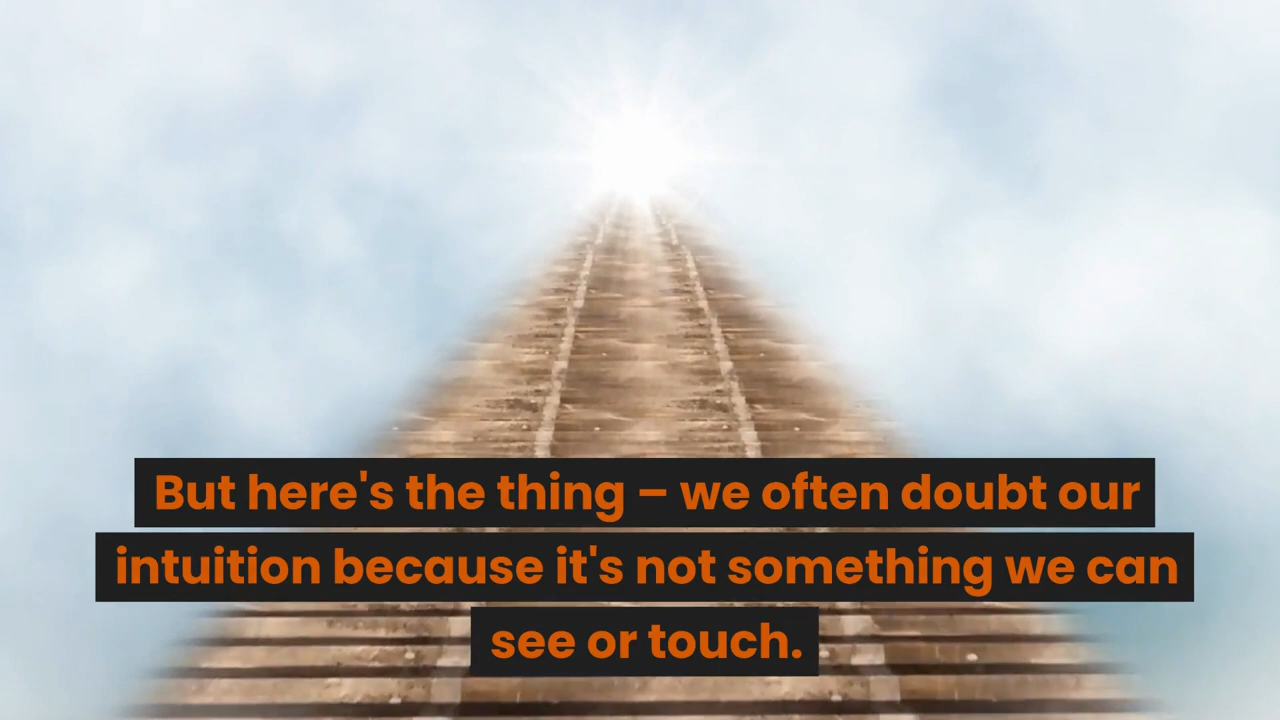 But here's the thing – we often doubt our
intuition because it's not something we can
see or touch.